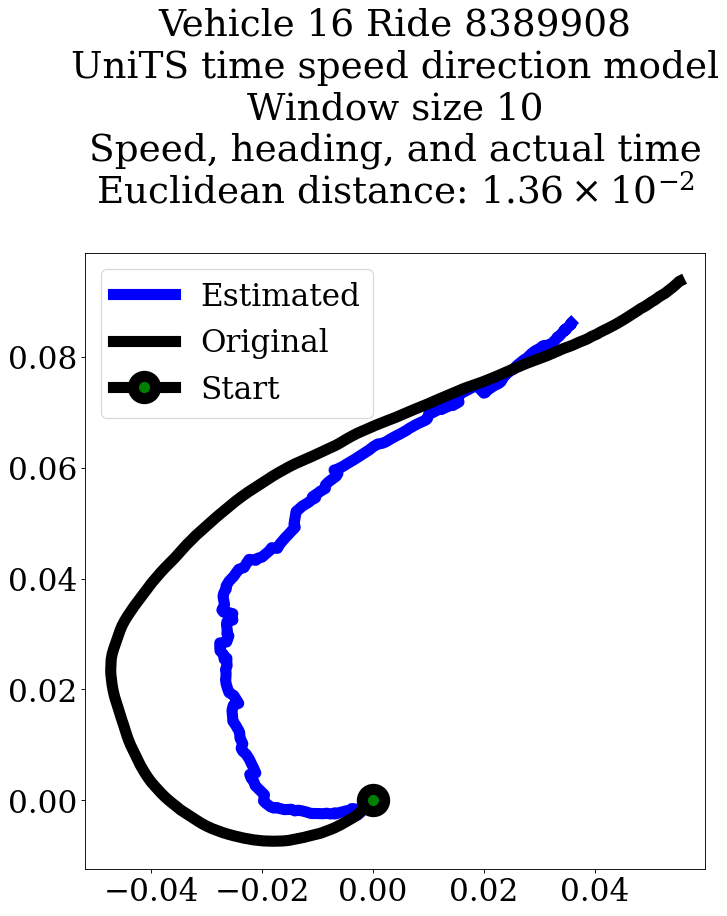 Vehicle 16 Ride 8389908
UniTS time speed direction model
Window size 10
Speed, heading, and actual time
Euclidean distance: 1.36 × 10⁻²
Estimated
Original
Start
0.08
0.06
0.04
0.02
0.00
−0.04 −0.02 0.00 0.02 0.04